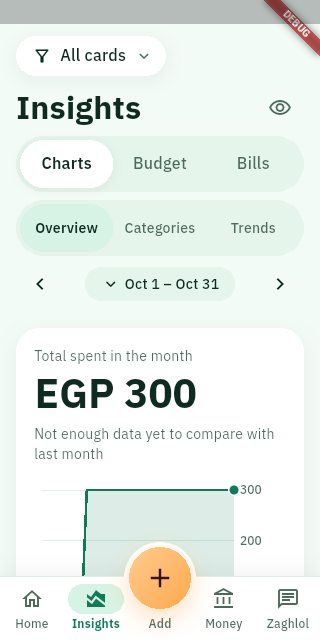 DEBUG
All cards
Insights
Charts Budget Bills
Overview Categories Trends
Oct 1 – Oct 31
Total spent in the month
EGP 300
Not enough data yet to compare with
last month
300
200
Home Insights Add Money Zaghlol